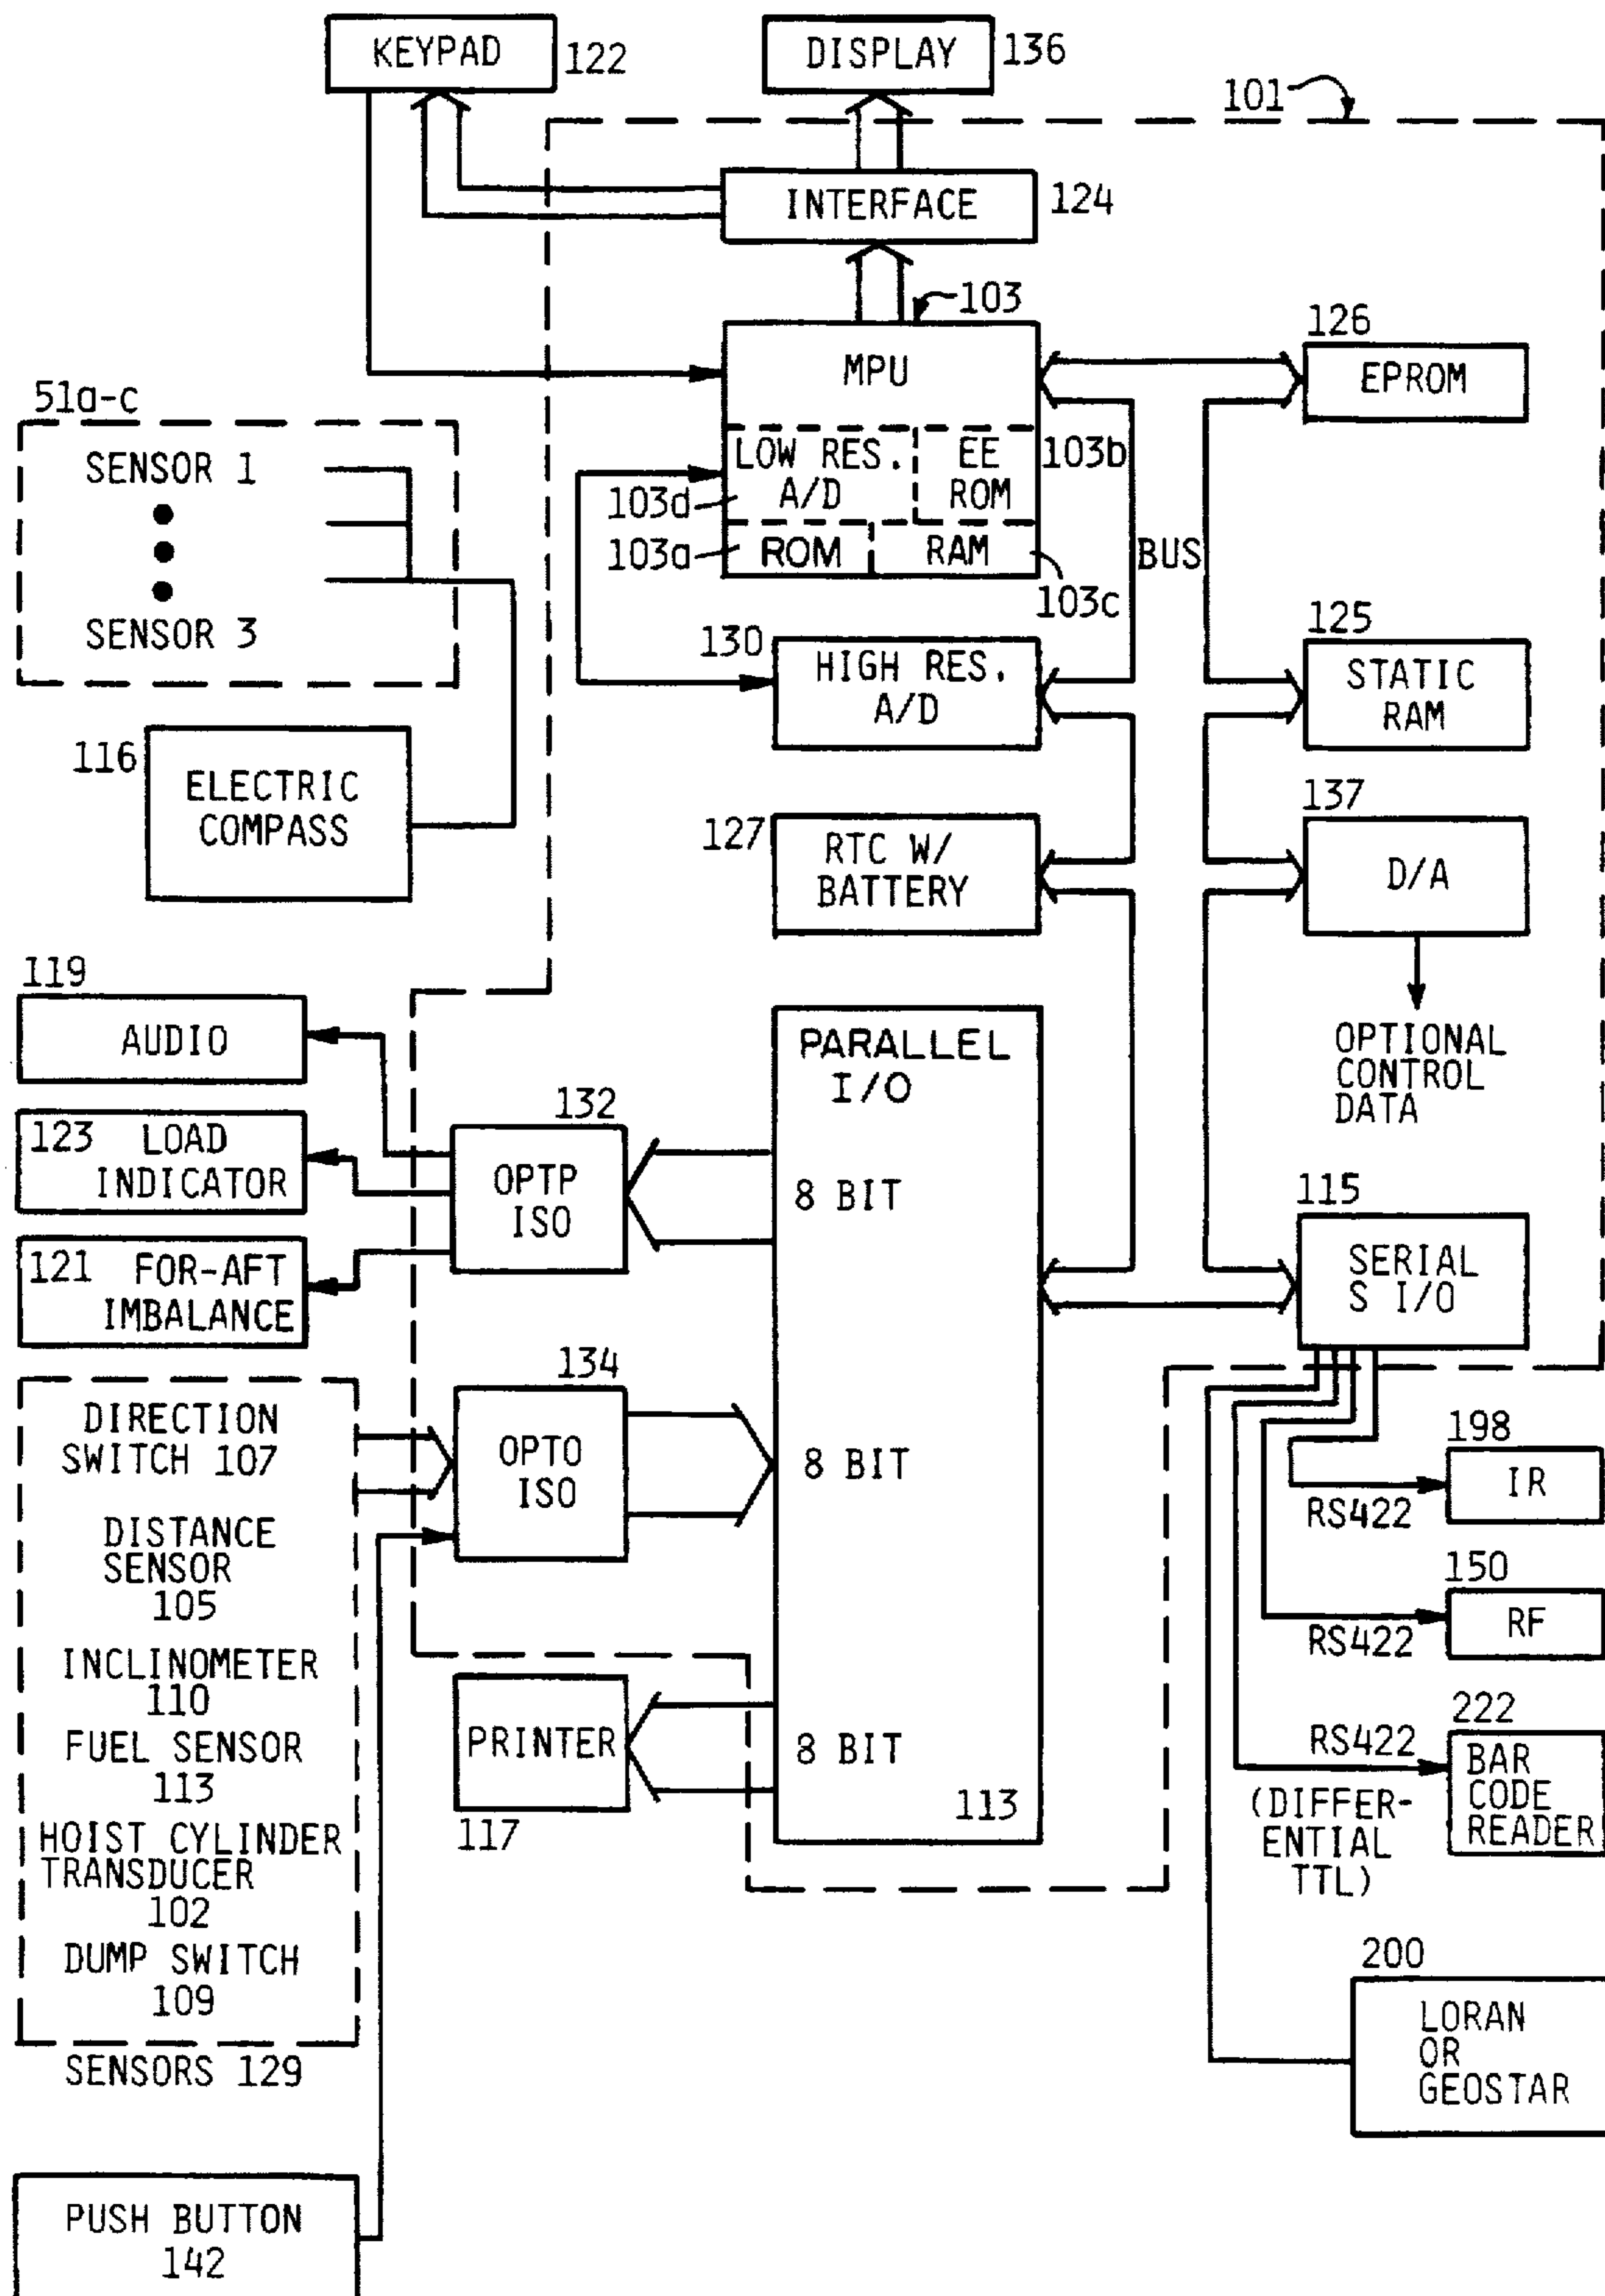 KEYPAD
122
DISPLAY
136
101
INTERFACE
124
103
MPU
126
EPROM
51a-c
SENSOR 1
SENSOR 3
LOW RES.
A/D
EE
ROM
103b
103d
103a
ROM
RAM
103c
BUS
130
HIGH RES.
A/D
125
STATIC
RAM
116
ELECTRIC
COMPASS
127
RTC W/
BATTERY
137
D/A
OPTIONAL
CONTROL
DATA
119
AUDIO
123 LOAD
INDICATOR
121 FOR-AFT
IMBALANCE
132
OPTP
ISO
PARALLEL
I/O
8 BIT
115
SERIAL
S I/O
134
OPTO
ISO
8 BIT
DIRECTION
SWITCH 107
DISTANCE
SENSOR
105
INCLINOMETER
110
FUEL SENSOR
113
HOIST CYLINDER
TRANSDUCER
102
DUMP SWITCH
109
SENSORS 129
PRINTER
117
8 BIT
113
198
IR
RS422
150
RF
RS422
222
RS422
BAR
CODE
READER
(DIFFER-
ENTIAL
TTL)
200
LORAN
OR
GEOSTAR
PUSH BUTTON
142